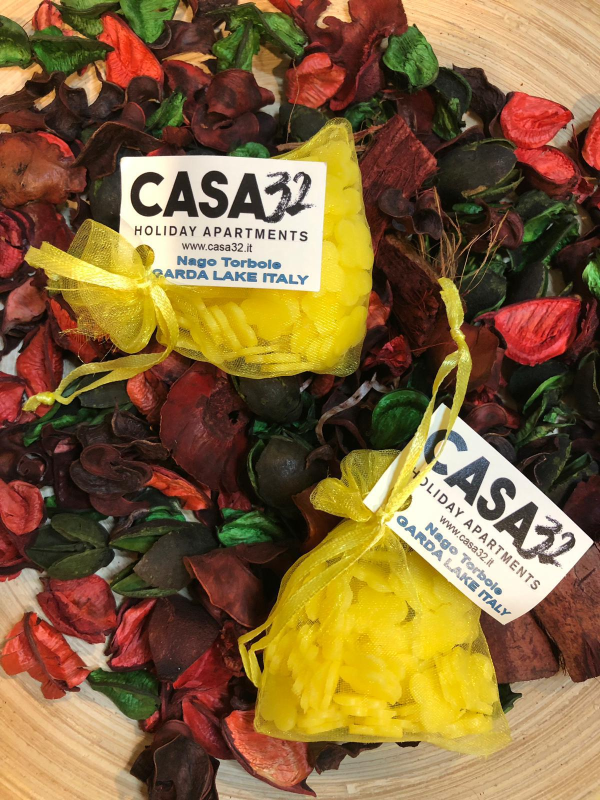 CASA32
HOLIDAY APARTMENTS
www.casa32.it
Nago Torbole
GARDA LAKE ITALY
CASA32
HOLIDAY APARTMENTS
www.casa32.it
Nago Torbole
GARDA LAKE ITALY